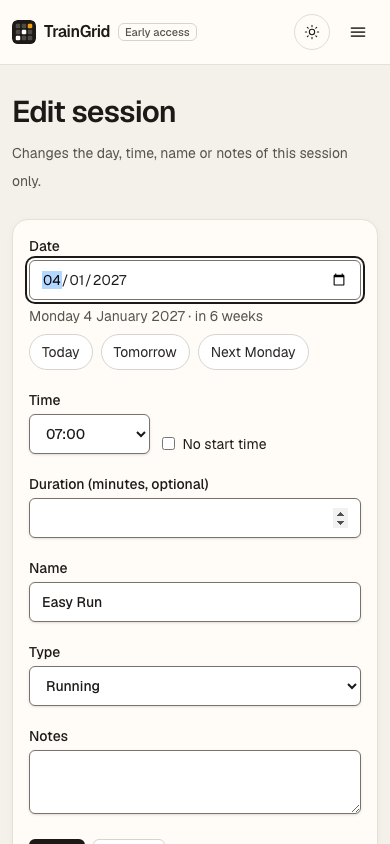 TrainGrid Early access
Edit session
Changes the day, time, name or notes of this session
only.
Date
04/01/2027
Monday 4 January 2027 · in 6 weeks
Today Tomorrow Next Monday
Time
07:00 No start time
Duration (minutes, optional)
Name
Easy Run
Type
Running
Notes